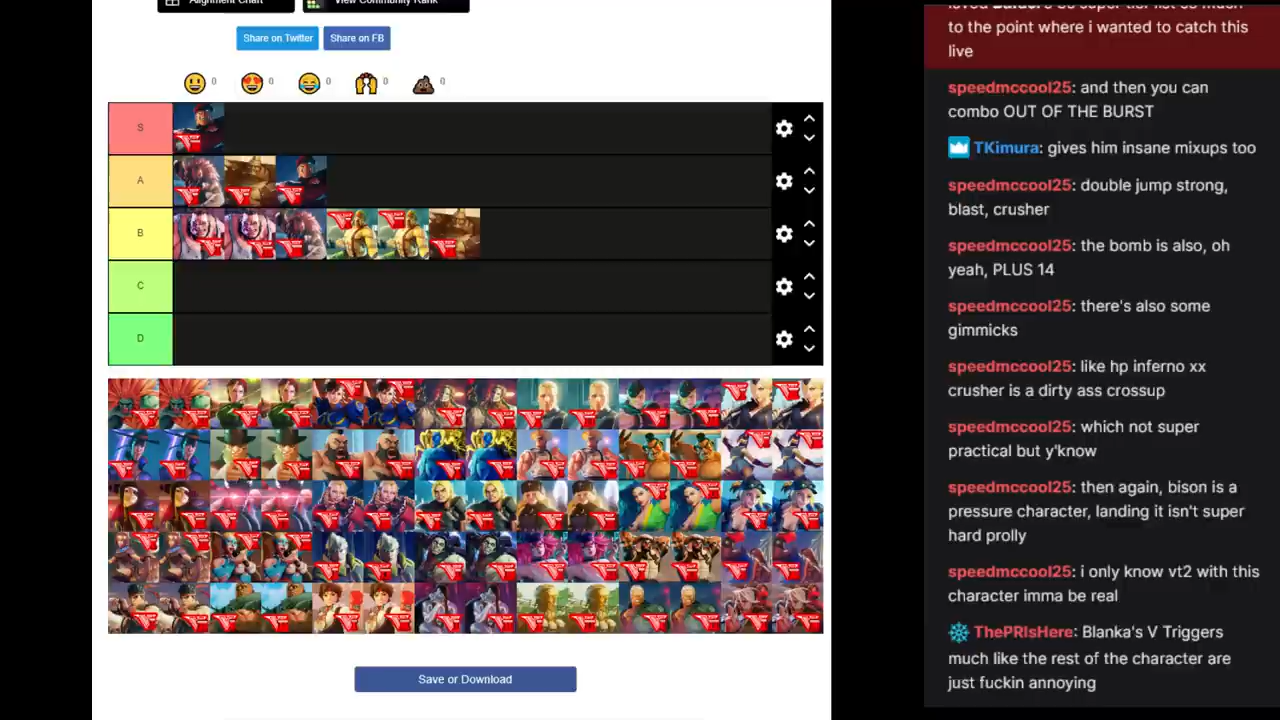 Alignment Chart
View Community Rank
Share on Twitter
Share on FB
0
0
0
0
0
S
A
B
C
D
Save or Download
to the point where i wanted to catch this
live
speedmccool25: and then you can
combo OUT OF THE BURST
TKimura: gives him insane mixups too
speedmccool25: double jump strong,
blast, crusher
speedmccool25: the bomb is also, oh
yeah, PLUS 14
speedmccool25: there's also some
gimmicks
speedmccool25: like hp inferno xx
crusher is a dirty ass crossup
speedmccool25: which not super
practical but y'know
speedmccool25: then again, bison is a
pressure character, landing it isn't super
hard prolly
speedmccool25: i only know vt2 with this
character imma be real
ThePRIsHere: Blanka's V Triggers
much like the rest of the character are
just fuckin annoying